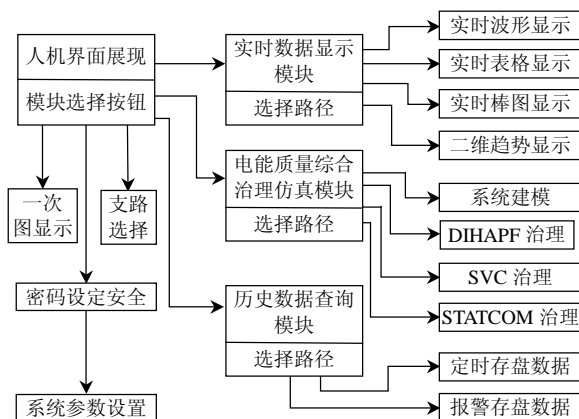 人机界面展现
模块选择按钮
一次
图显示
支路
选择
密码设定安全
系统参数设置
实时数据显示
模块
选择路径
电能质量综合
治理仿真模块
选择路径
历史数据查询
模块
选择路径
实时波形显示
实时表格显示
实时棒图显示
二维趋势显示
系统建模
DIHAPF 治理
SVC 治理
STATCOM 治理
定时存盘数据
报警存盘数据